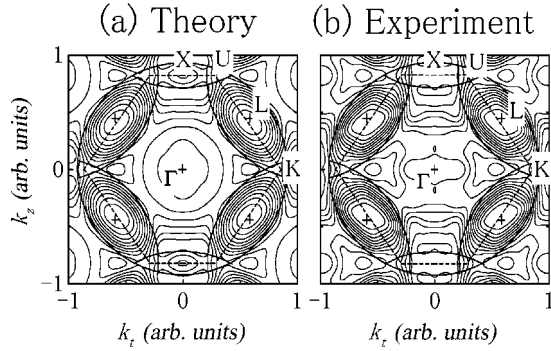 (a) Theory
(b) Experiment
1
0
-1
k_z (arb. units)
X
U
L
Γ
K
X
U
L
Γ
K
-1
0
1
-1
0
1
k_t (arb. units)
k_t (arb. units)